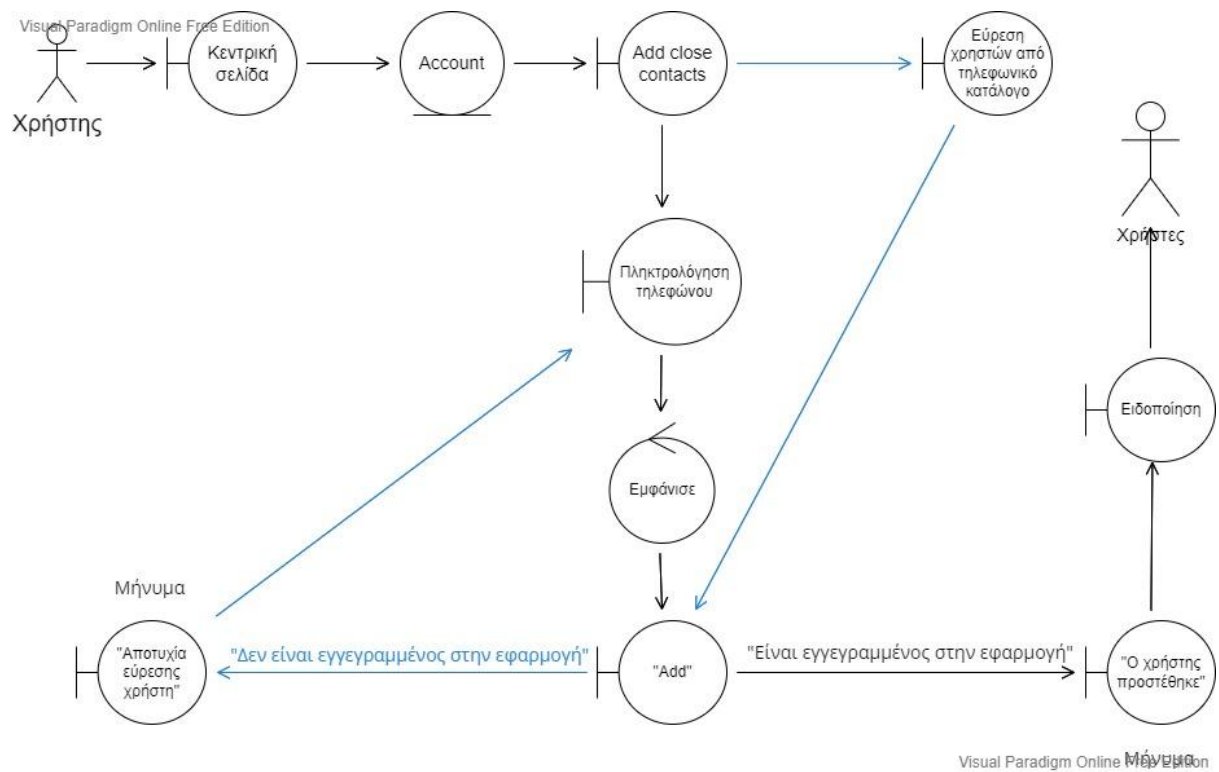 Visual Paradigm Online Free Edition
Χρήστης
Κεντρική
σελίδα
Account
Add close
contacts
Εύρεση
χρηστών από
τηλεφωνικό
κατάλογο
Χρήστες
Πληκτρολόγηση
τηλεφώνου
Ειδοποίηση
Εμφάνισε
Μήνυμα
"Αποτυχία
εύρεσης
χρήστη"
"Δεν είναι εγγεγραμμένος στην εφαρμογή"
"Add"
"Είναι εγγεγραμμένος στην εφαρμογή"
"Ο χρήστης
προστέθηκε"
Μήνυμα
Visual Paradigm Online Free Edition